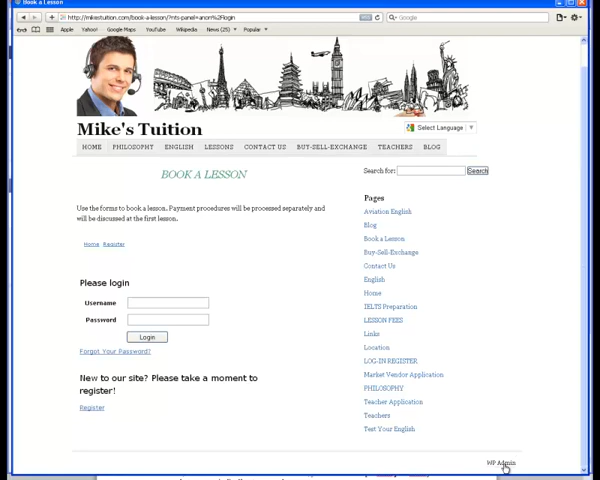 Book a Lesson
http://mikestuition.com/book-a-lesson/?nts-panel=anon%2Flogin
Google
Apple Yahoo! Google Maps YouTube Wikipedia News (25) Popular
Mike's Tuition
Select Language
HOME PHILOSOPHY ENGLISH LESSONS CONTACT US BUY-SELL-EXCHANGE TEACHERS BLOG
BOOK A LESSON
Search for: Search
Use the forms to book a lesson. Payment procedures will be processed separately and
will be discussed at the first lesson.
Home Register
Please login
Username
Password
Login
Forgot Your Password?
New to our site? Please take a moment to
register!
Register
Pages
Aviation English
Blog
Book a Lesson
Buy-Sell-Exchange
Contact Us
English
Home
IELTS Preparation
LESSON FEES
Links
Location
LOG-IN REGISTER
Market Vendor Application
PHILOSOPHY
Teacher Application
Teachers
Test Your English
WP Admin